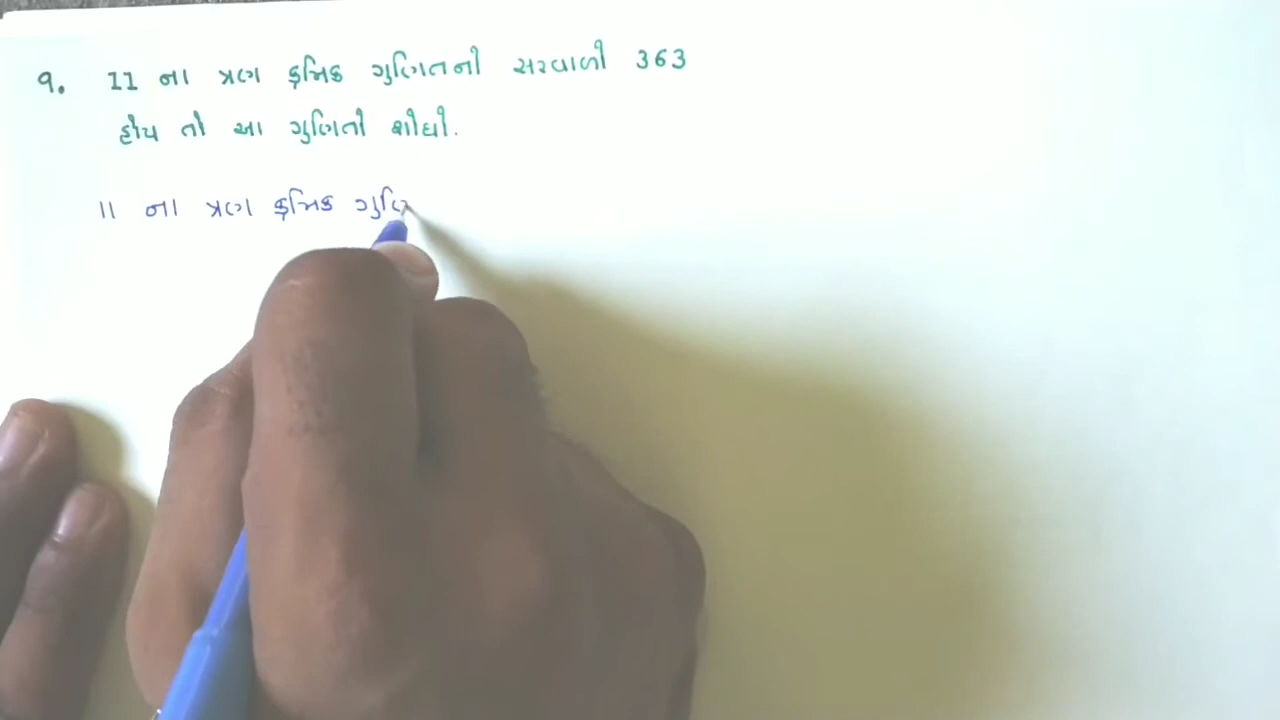 ૧. 11 ના ત્રણ ક્રમિક ગુણિતની સરવાળો 363
હોય તો આ ગુણિતો શોધો.
11 ના ત્રણ ક્રમિક ગુણિ